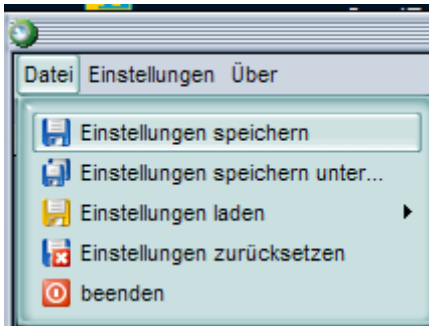 Datei Einstellungen Über
Einstellungen speichern
Einstellungen speichern unter...
Einstellungen laden
Einstellungen zurücksetzen
beenden